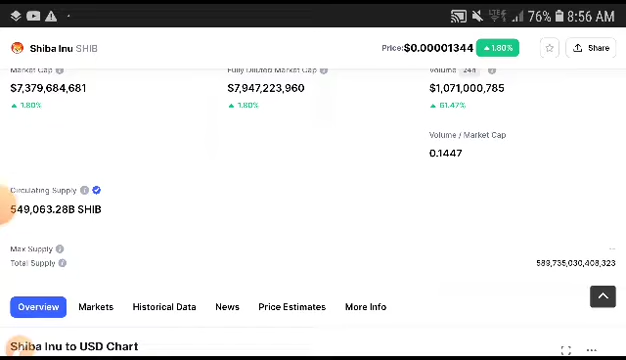 LTE 76% 8:56 AM
Shiba Inu SHIB Price: $0.00001344 ▲ 1.80% Share
Market Cap Fully Diluted Market Cap Volume 24h
$7,379,684,681 $7,947,223,960 $1,071,000,785
▲ 1.80% ▲ 1.80% ▲ 61.47%
Volume / Market Cap
0.1447
Circulating Supply
549,063.28B SHIB
Max Supply --
Total Supply 589,735,030,408,323
Overview Markets Historical Data News Price Estimates More Info
Shiba Inu to USD Chart